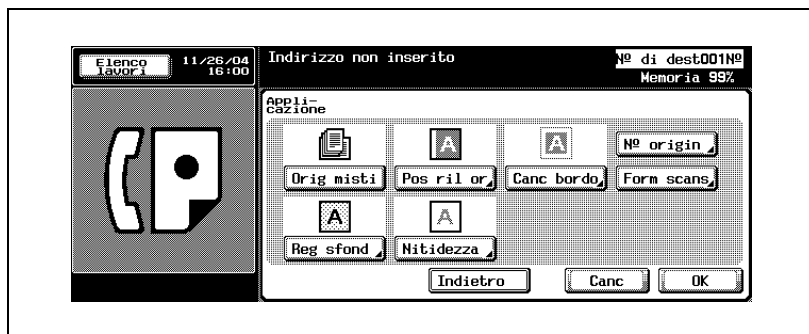 Elenco
lavori
11/26/04
16:00
Indirizzo non inserito
Nº di dest001Nº
Memoria 99%
Appli-
cazione
Orig misti
Pos ril or
Canc bordo
Nº origin
Form scans
A
A
A
A
Reg sfond
Nitidezza
Indietro
Canc
OK